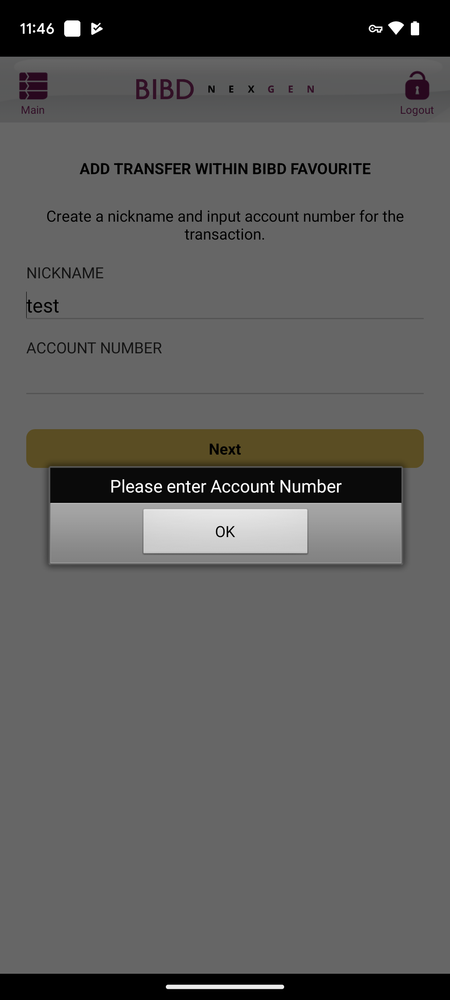 11:46
BIBD NEXGEN
Main
Logout
ADD TRANSFER WITHIN BIBD FAVOURITE
Create a nickname and input account number for the
transaction.
NICKNAME
test
ACCOUNT NUMBER
Next
Please enter Account Number
OK